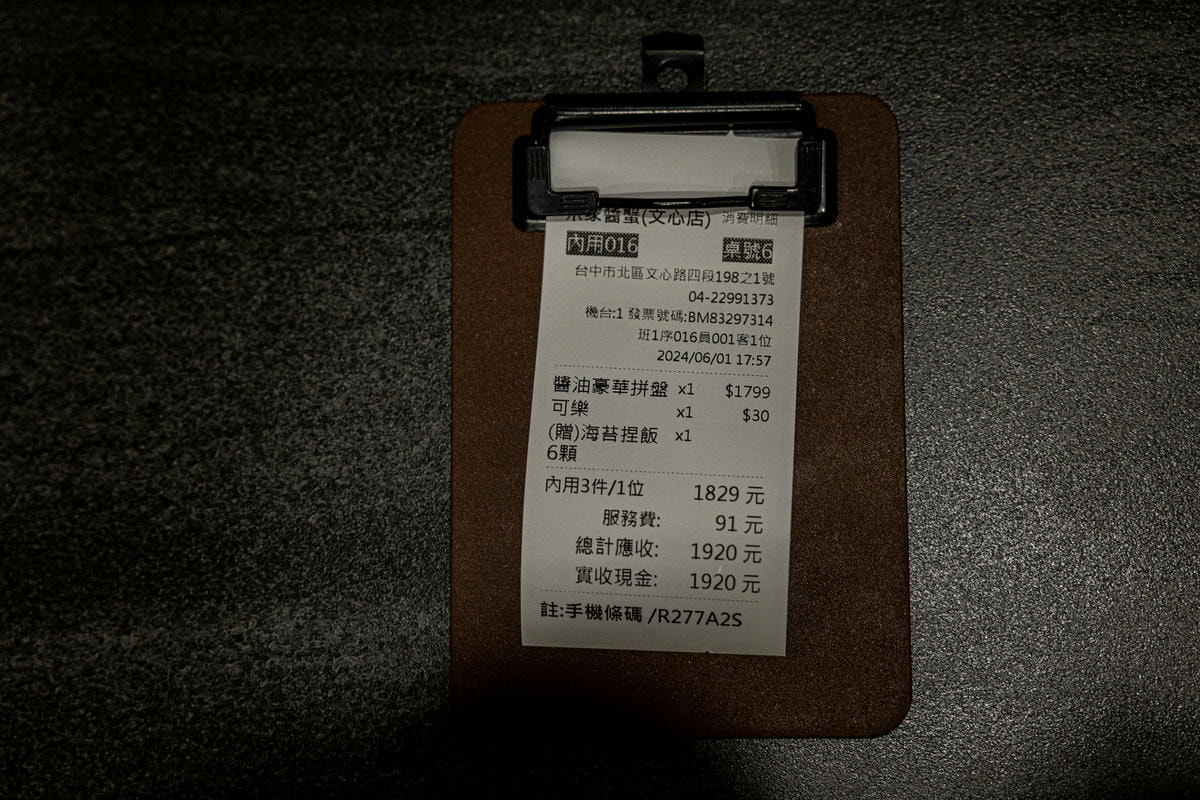 家醬蟹(文心店) 消費明細
內用016 桌號6
台中市北區文心路四段198之1號
04-22991373
機台:1 發票號碼:BM83297314
班1序016員001客1位
2024/06/01 17:57
醬油豪華拼盤 x1 $1799
可樂 x1 $30
(贈)海苔捏飯 x1
6顆
內用3件/1位 1829 元
服務費: 91 元
總計應收: 1920 元
實收現金: 1920 元
註:手機條碼 /R277A2S